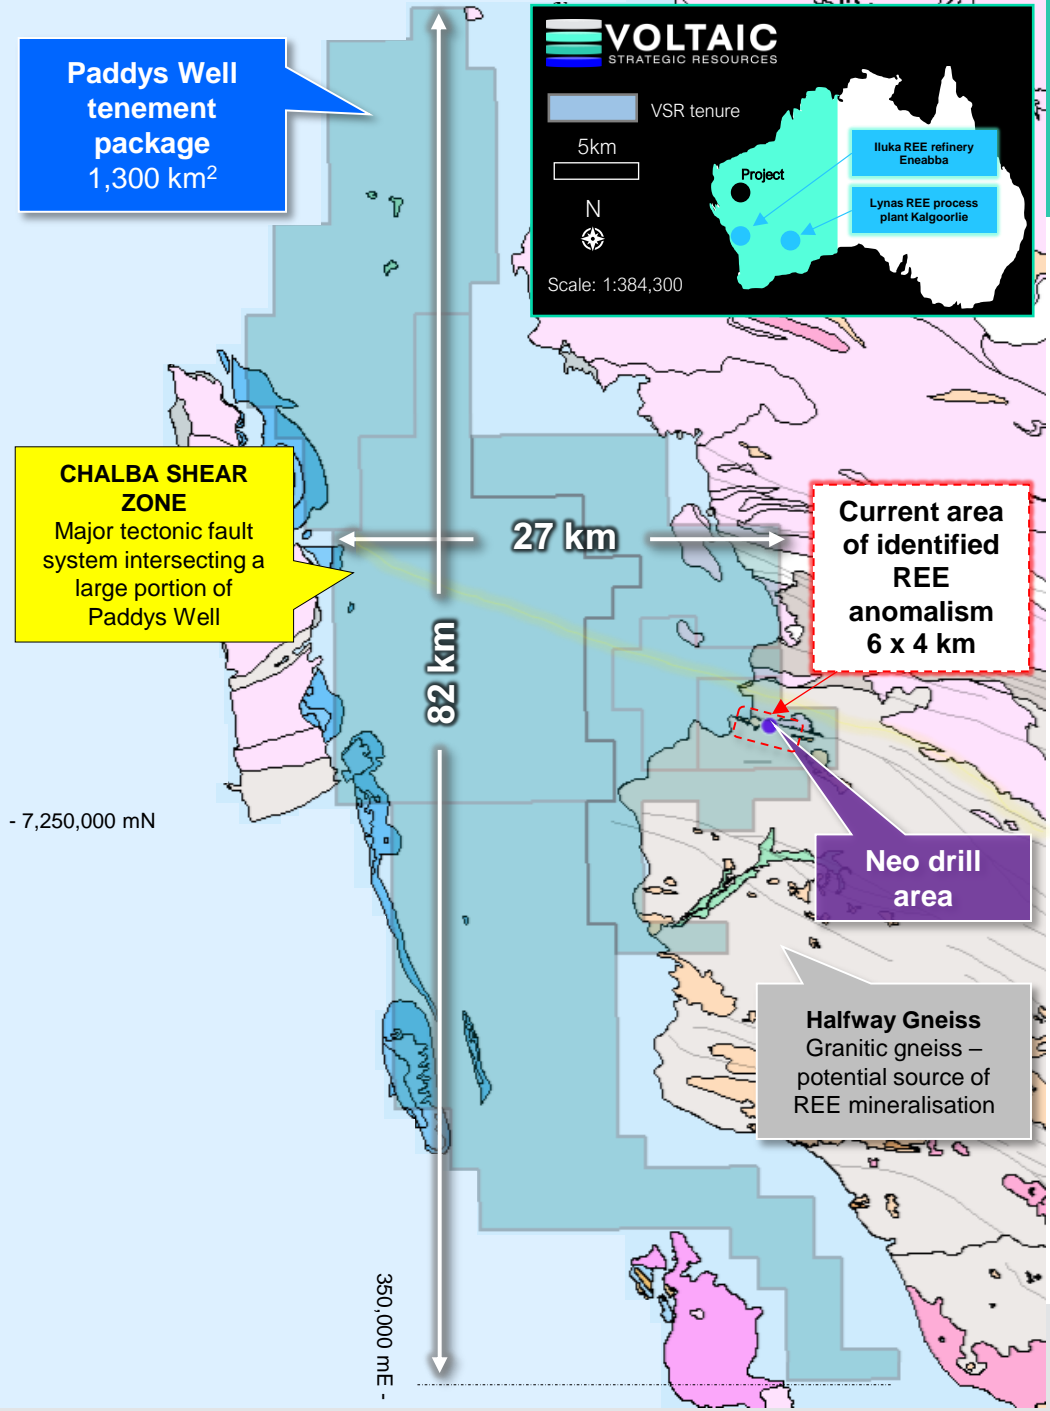 Paddys Well
tenement
package
1,300 km²
VOLTAIC
STRATEGIC RESOURCES
VSR tenure
5km
N
Scale: 1:384,300
Project
Iluka REE refinery
Eneabba
Lynas REE process
plant Kalgoorlie
CHALBA SHEAR
ZONE
Major tectonic fault
system intersecting a
large portion of
Paddys Well
27 km
82 km
Current area
of identified
REE
anomalism
6 x 4 km
- 7,250,000 mN
Neo drill
area
Halfway Gneiss
Granitic gneiss –
potential source of
REE mineralisation
350,000 mE -